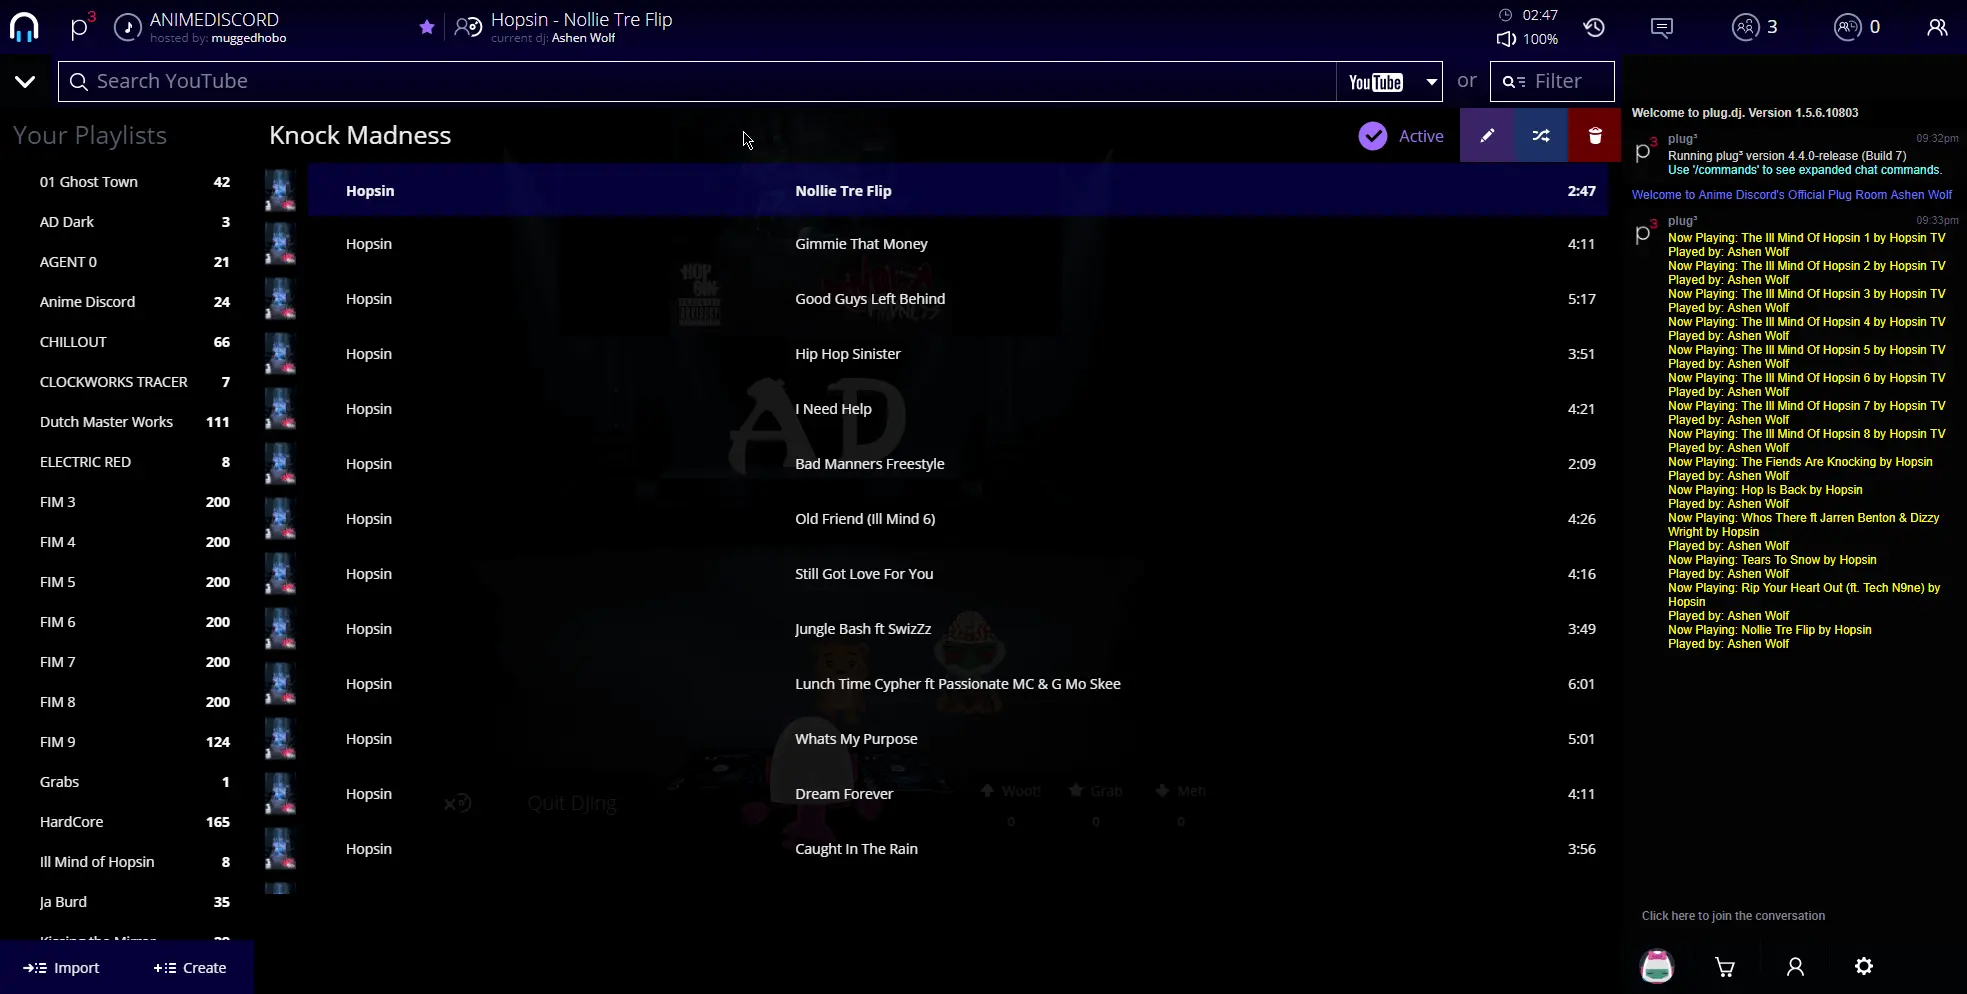 p3
ANIMEDISCORD
hosted by: muggedhobo
Hopsin - Nollie Tre Flip
current dj: Ashen Wolf
02:47
100%
3
0
Search YouTube
YouTube
or
Filter
Your Playlists
01 Ghost Town 42
AD Dark 3
AGENT 0 21
Anime Discord 24
CHILLOUT 66
CLOCKWORKS TRACER 7
Dutch Master Works 111
ELECTRIC RED 8
FIM 3 200
FIM 4 200
FIM 5 200
FIM 6 200
FIM 7 200
FIM 8 200
FIM 9 124
Grabs 1
HardCore 165
Ill Mind of Hopsin 8
Ja Burd 35
Import
Create
Knock Madness
Active
Hopsin Nollie Tre Flip 2:47
Hopsin Gimmie That Money 4:11
Hopsin Good Guys Left Behind 5:17
Hopsin Hip Hop Sinister 3:51
Hopsin I Need Help 4:21
Hopsin Bad Manners Freestyle 2:09
Hopsin Old Friend (Ill Mind 6) 4:26
Hopsin Still Got Love For You 4:16
Hopsin Jungle Bash ft SwizZz 3:49
Hopsin Lunch Time Cypher ft Passionate MC & G Mo Skee 6:01
Hopsin Whats My Purpose 5:01
Hopsin Dream Forever 4:11
Hopsin Caught In The Rain 3:56
HOP
SIN
AD
Quit DJing
Woot!
Grab
Meh
0
0
0
Welcome to plug.dj. Version 1.5.6.10803
p3
plug³ 09:32pm
Running plug³ version 4.4.0-release (Build 7)
Use '/commands' to see expanded chat commands.
Welcome to Anime Discord's Official Plug Room Ashen Wolf
p3
plug³ 09:33pm
Now Playing: The Ill Mind Of Hopsin 1 by Hopsin TV
Played by: Ashen Wolf
Now Playing: The Ill Mind Of Hopsin 2 by Hopsin TV
Played by: Ashen Wolf
Now Playing: The Ill Mind Of Hopsin 3 by Hopsin TV
Played by: Ashen Wolf
Now Playing: The Ill Mind Of Hopsin 4 by Hopsin TV
Played by: Ashen Wolf
Now Playing: The Ill Mind Of Hopsin 5 by Hopsin TV
Played by: Ashen Wolf
Now Playing: The Ill Mind Of Hopsin 6 by Hopsin TV
Played by: Ashen Wolf
Now Playing: The Ill Mind Of Hopsin 7 by Hopsin TV
Played by: Ashen Wolf
Now Playing: The Ill Mind Of Hopsin 8 by Hopsin TV
Played by: Ashen Wolf
Now Playing: The Fiends Are Knocking by Hopsin
Played by: Ashen Wolf
Now Playing: Hop Is Back by Hopsin
Played by: Ashen Wolf
Now Playing: Whos There ft Jarren Benton & Dizzy
Wright by Hopsin
Played by: Ashen Wolf
Now Playing: Tears To Snow by Hopsin
Played by: Ashen Wolf
Now Playing: Rip Your Heart Out (ft. Tech N9ne) by
Hopsin
Played by: Ashen Wolf
Now Playing: Nollie Tre Flip by Hopsin
Played by: Ashen Wolf
Click here to join the conversation